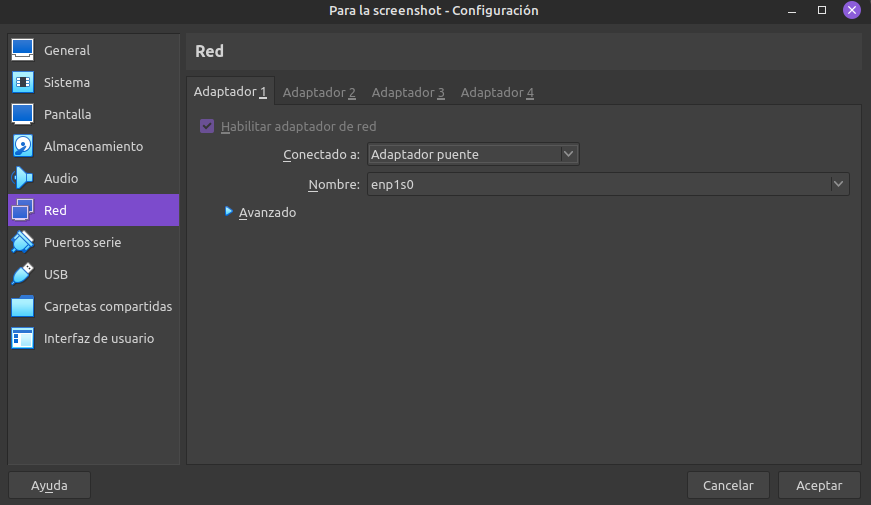 Para la screenshot - Configuración
General
Sistema
Pantalla
Almacenamiento
Audio
Red
Puertos serie
USB
Carpetas compartidas
Interfaz de usuario
Red
Adaptador 1 Adaptador 2 Adaptador 3 Adaptador 4
Habilitar adaptador de red
Conectado a: Adaptador puente
Nombre: enp1s0
Avanzado
Ayuda Cancelar Aceptar